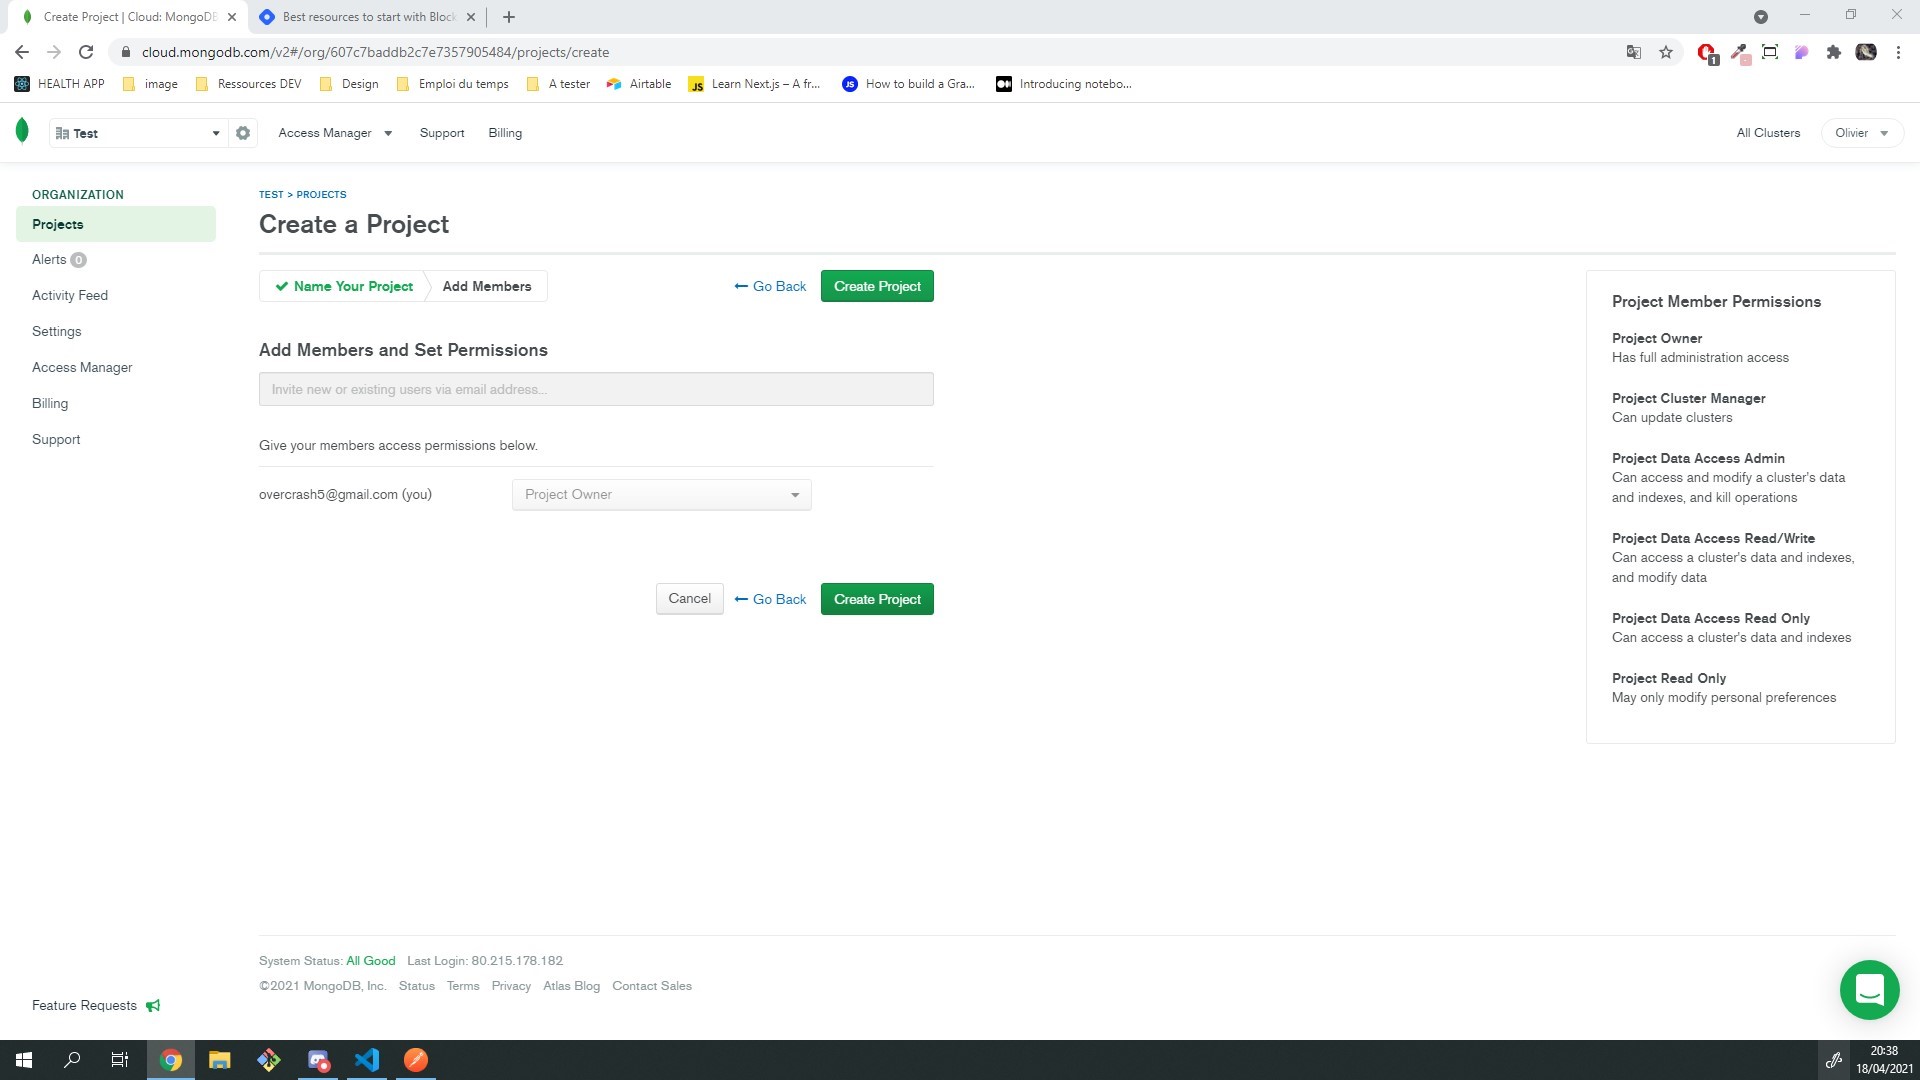 Create Project | Cloud: MongoDB
Best resources to start with Block
cloud.mongodb.com/v2#/org/607c7baddb2c7e7357905484/projects/create
1
HEALTH APP
image
Ressources DEV
Design
Emploi du temps
A tester
Airtable
JS
Learn Next.js – A fr...
JS
How to build a Gra...
Introducing notebo...
Test
Access Manager
Support
Billing
All Clusters
Olivier
ORGANIZATION
Projects
Alerts 0
Activity Feed
Settings
Access Manager
Billing
Support
Feature Requests
TEST > PROJECTS
Create a Project
Name Your Project
Add Members
Go Back
Create Project
Add Members and Set Permissions
Invite new or existing users via email address...
Give your members access permissions below.
overcrash5@gmail.com (you)
Project Owner
Cancel
Go Back
Create Project
Project Member Permissions
Project Owner
Has full administration access
Project Cluster Manager
Can update clusters
Project Data Access Admin
Can access and modify a cluster's data
and indexes, and kill operations
Project Data Access Read/Write
Can access a cluster's data and indexes,
and modify data
Project Data Access Read Only
Can access a cluster's data and indexes
Project Read Only
May only modify personal preferences
System Status: All Good Last Login: 80.215.178.182
©2021 MongoDB, Inc. Status Terms Privacy Atlas Blog Contact Sales
20:38
18/04/2021